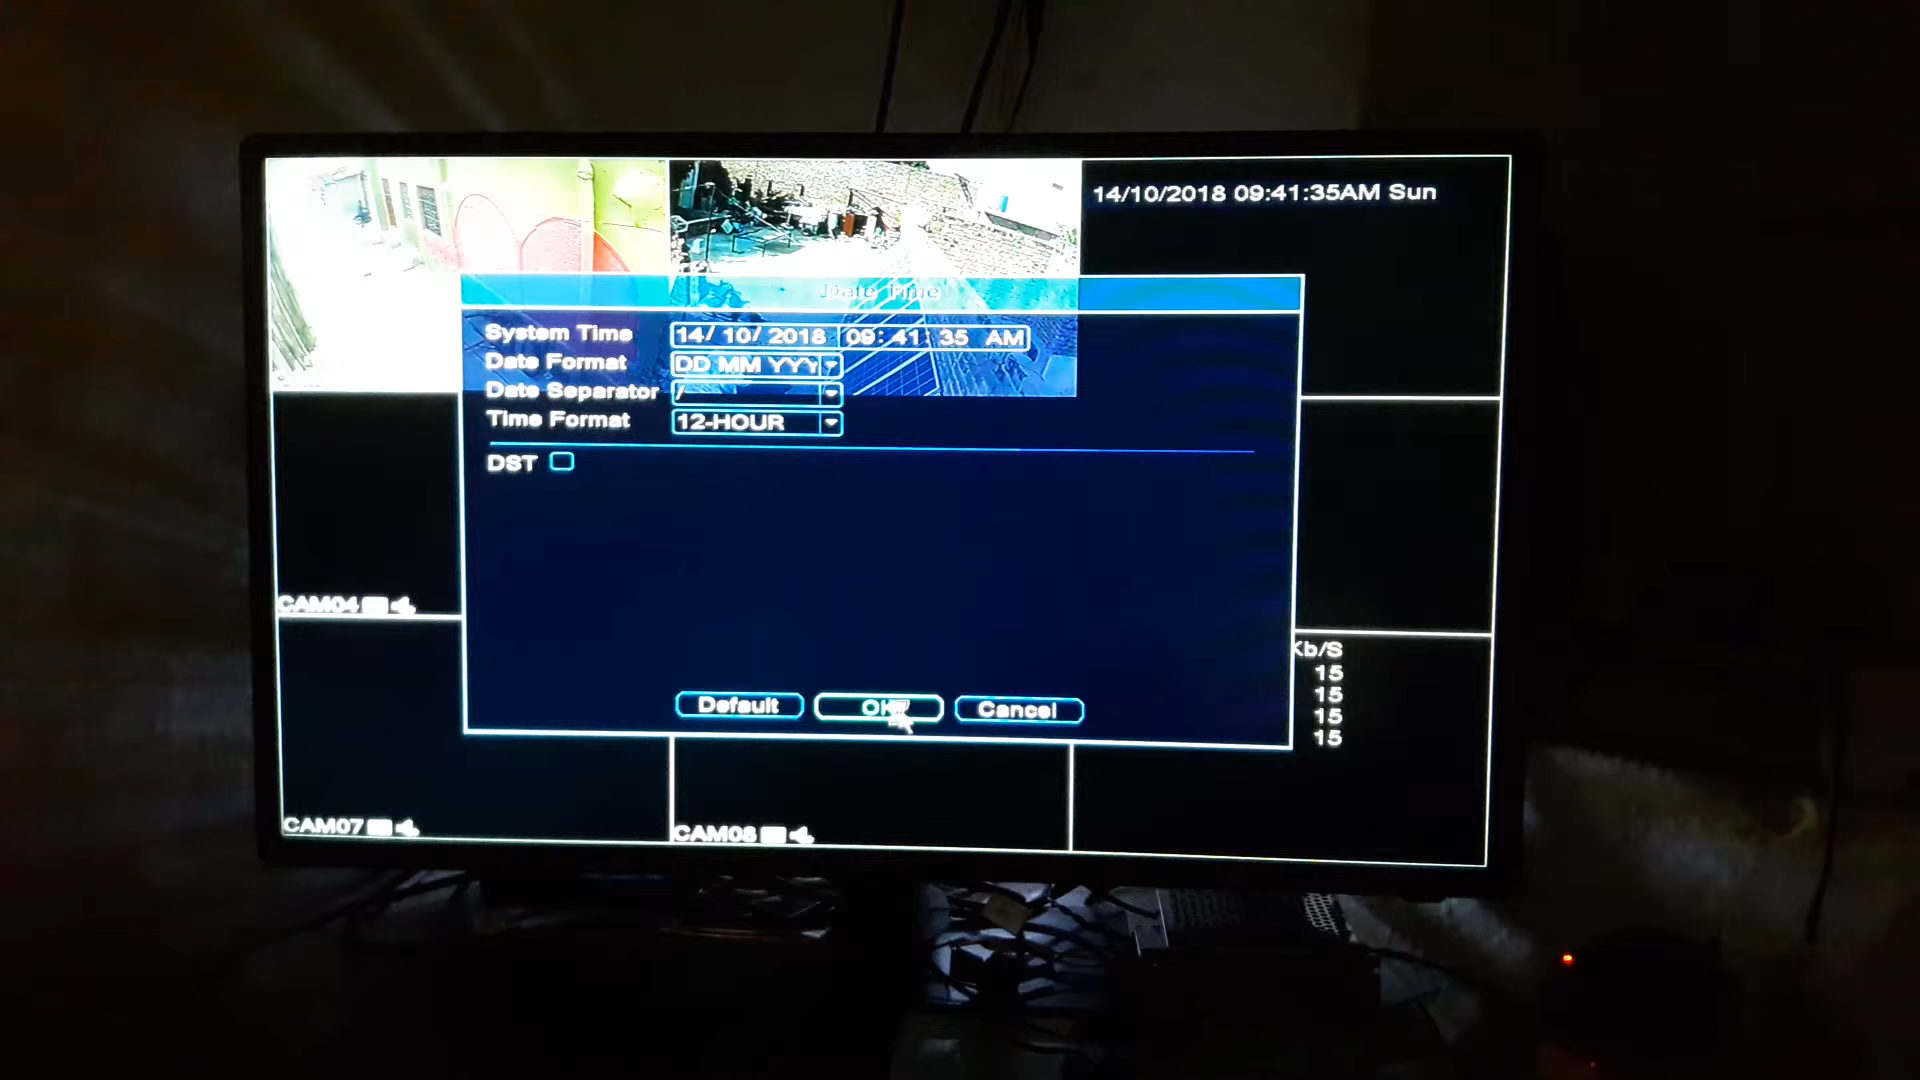 14/10/2018 09:41:35AM Sun
Date Time
System Time 14/ 10/ 2018 09: 41: 35 AM
Date Format DD MM YYY
Date Separator /
Time Format 12-HOUR
DST
CAM04
Kb/S
15
15
15
15
Default OK Cancel
CAM07
CAM08